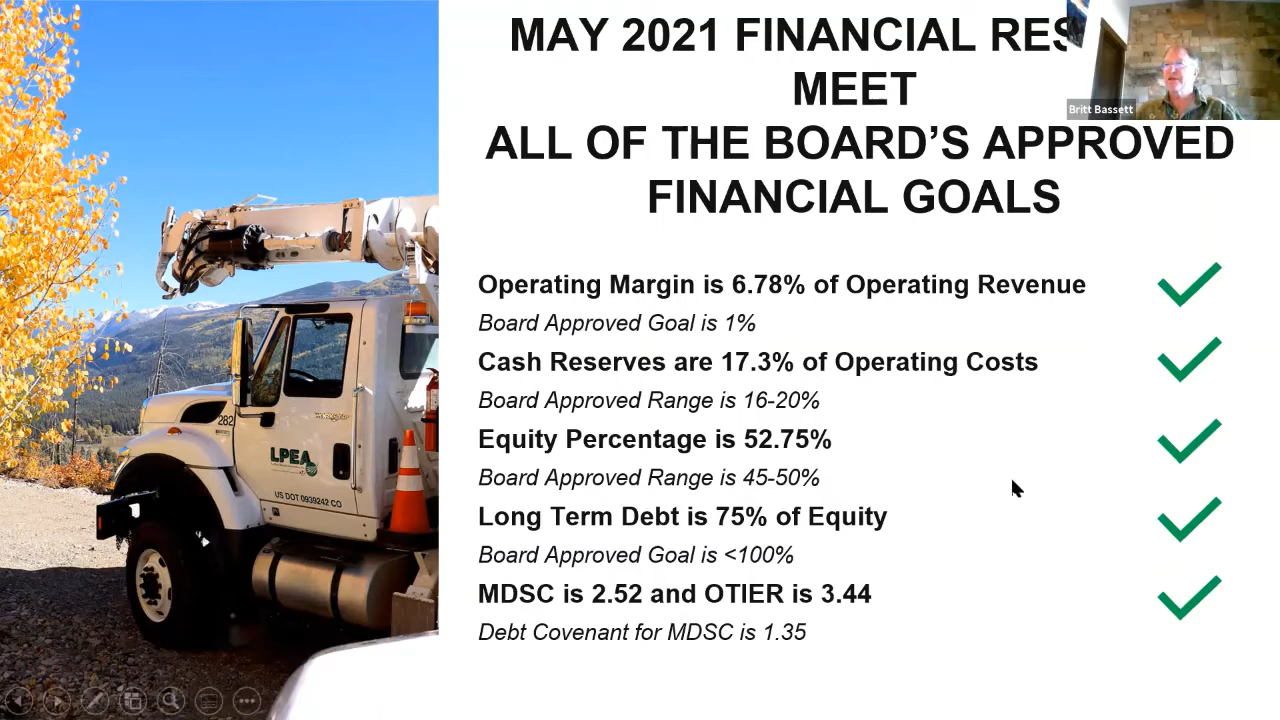 MAY 2021 FINANCIAL RES
MEET
ALL OF THE BOARD’S APPROVED
FINANCIAL GOALS
Britt Bassett
Operating Margin is 6.78% of Operating Revenue
Board Approved Goal is 1%
Cash Reserves are 17.3% of Operating Costs
Board Approved Range is 16-20%
Equity Percentage is 52.75%
Board Approved Range is 45-50%
Long Term Debt is 75% of Equity
Board Approved Goal is <100%
MDSC is 2.52 and OTIER is 3.44
Debt Covenant for MDSC is 1.35
282
LPEA
US DOT 0939242 CO